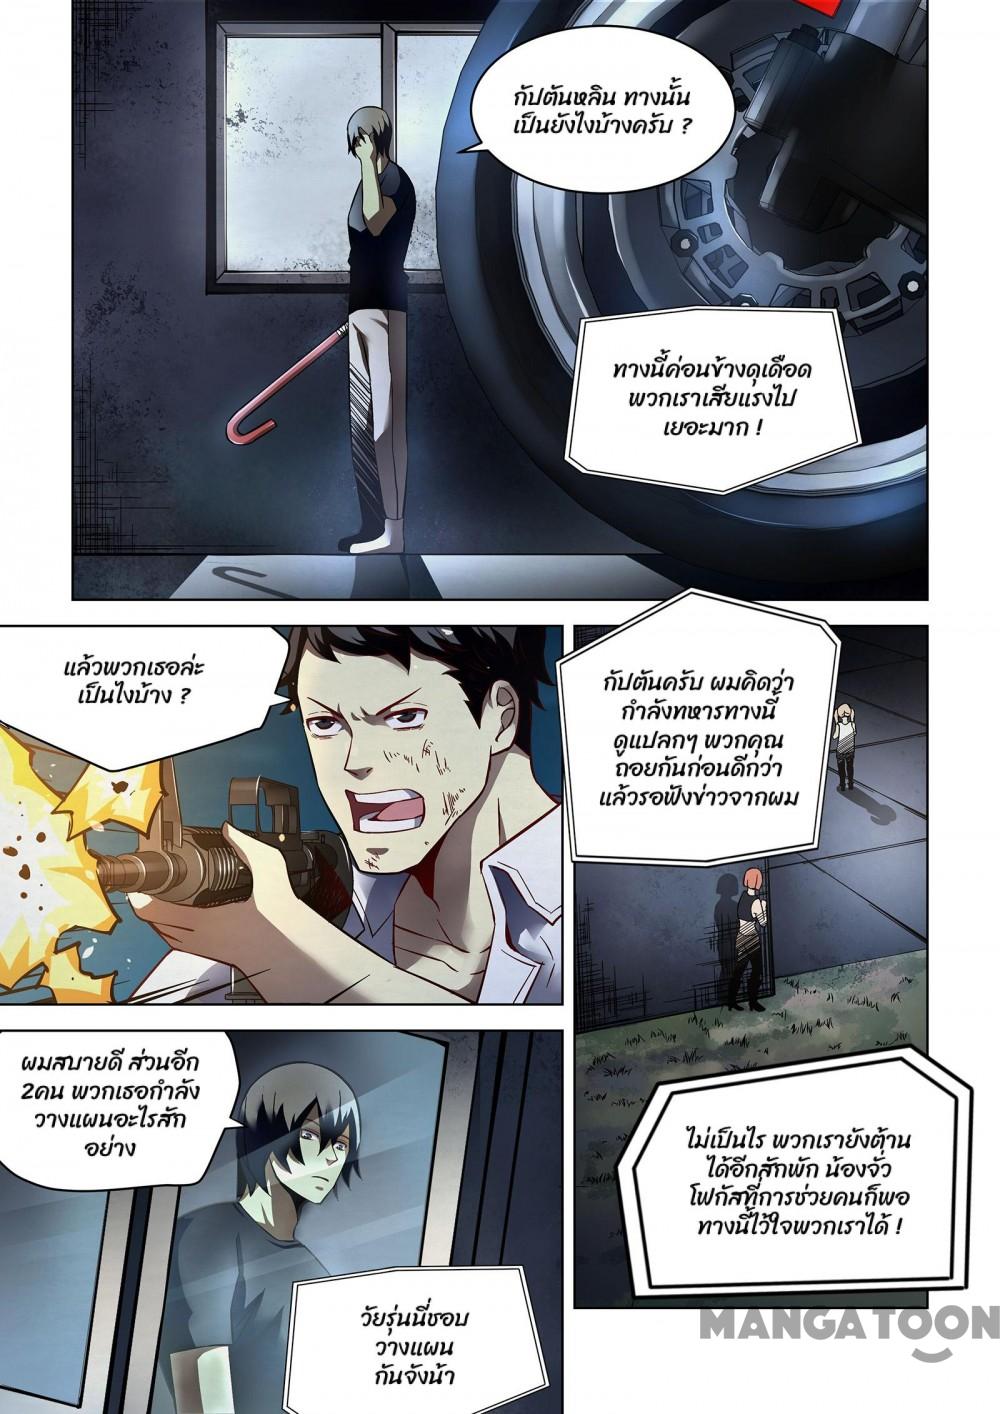 กัปตันหลิน ทางนั้น
เป็นยังไงบ้างครับ ?
ทางนี้ค่อนข้างดุเดือด
พวกเราเสียแรงไป
เยอะมาก !
แล้วพวกเธอล่ะ
เป็นไงบ้าง ?
กัปตันครับ ผมคิดว่า
กำลังทหารทางนี้
ดูแปลกๆ พวกคุณ
ถอยกันก่อนดีกว่า
แล้วรอฟังข่าวจากผม
ผมสบายดี ส่วนอีก
2คน พวกเธอกำลัง
วางแผนอะไรสัก
อย่าง
ไม่เป็นไร พวกเรายังต้าน
ได้อีกสักพัก น้องจั่ว
โฟกัสที่การช่วยคนก็พอ
ทางนี้ไว้ใจพวกเราได้ !
วัยรุ่นนี่ชอบ
วางแผน
กันจังน้า
MANGATOON